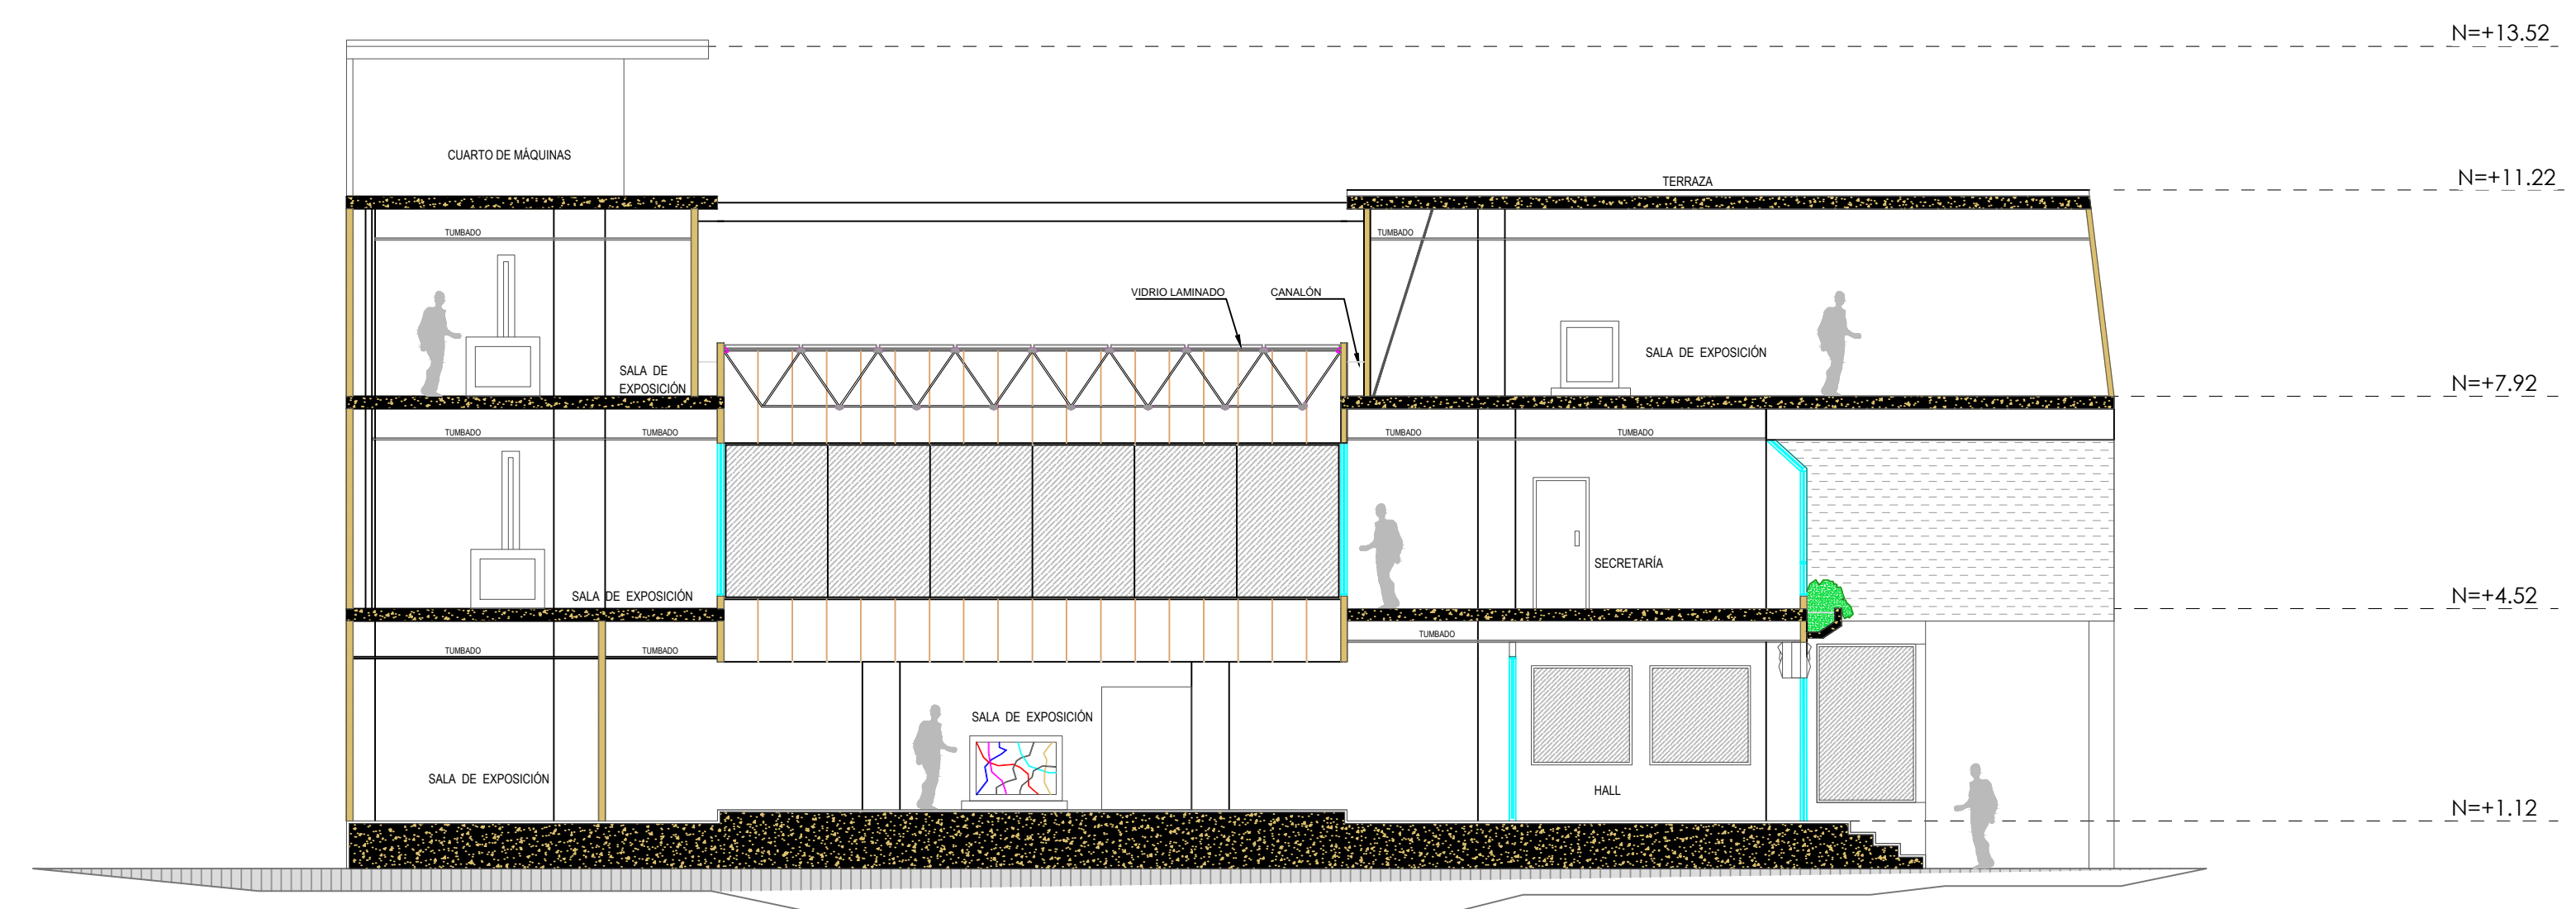 N=+13.52
CUARTO DE MÁQUINAS
TERRAZA
N=+11.22
TUMBADO
TUMBADO
VIDRIO LAMINADO
CANALÓN
SALA DE EXPOSICIÓN
SALA DE
EXPOSICIÓN
N=+7.92
TUMBADO
TUMBADO
TUMBADO
TUMBADO
SECRETARÍA
SALA DE EXPOSICIÓN
N=+4.52
TUMBADO
TUMBADO
TUMBADO
SALA DE EXPOSICIÓN
SALA DE EXPOSICIÓN
HALL
N=+1.12